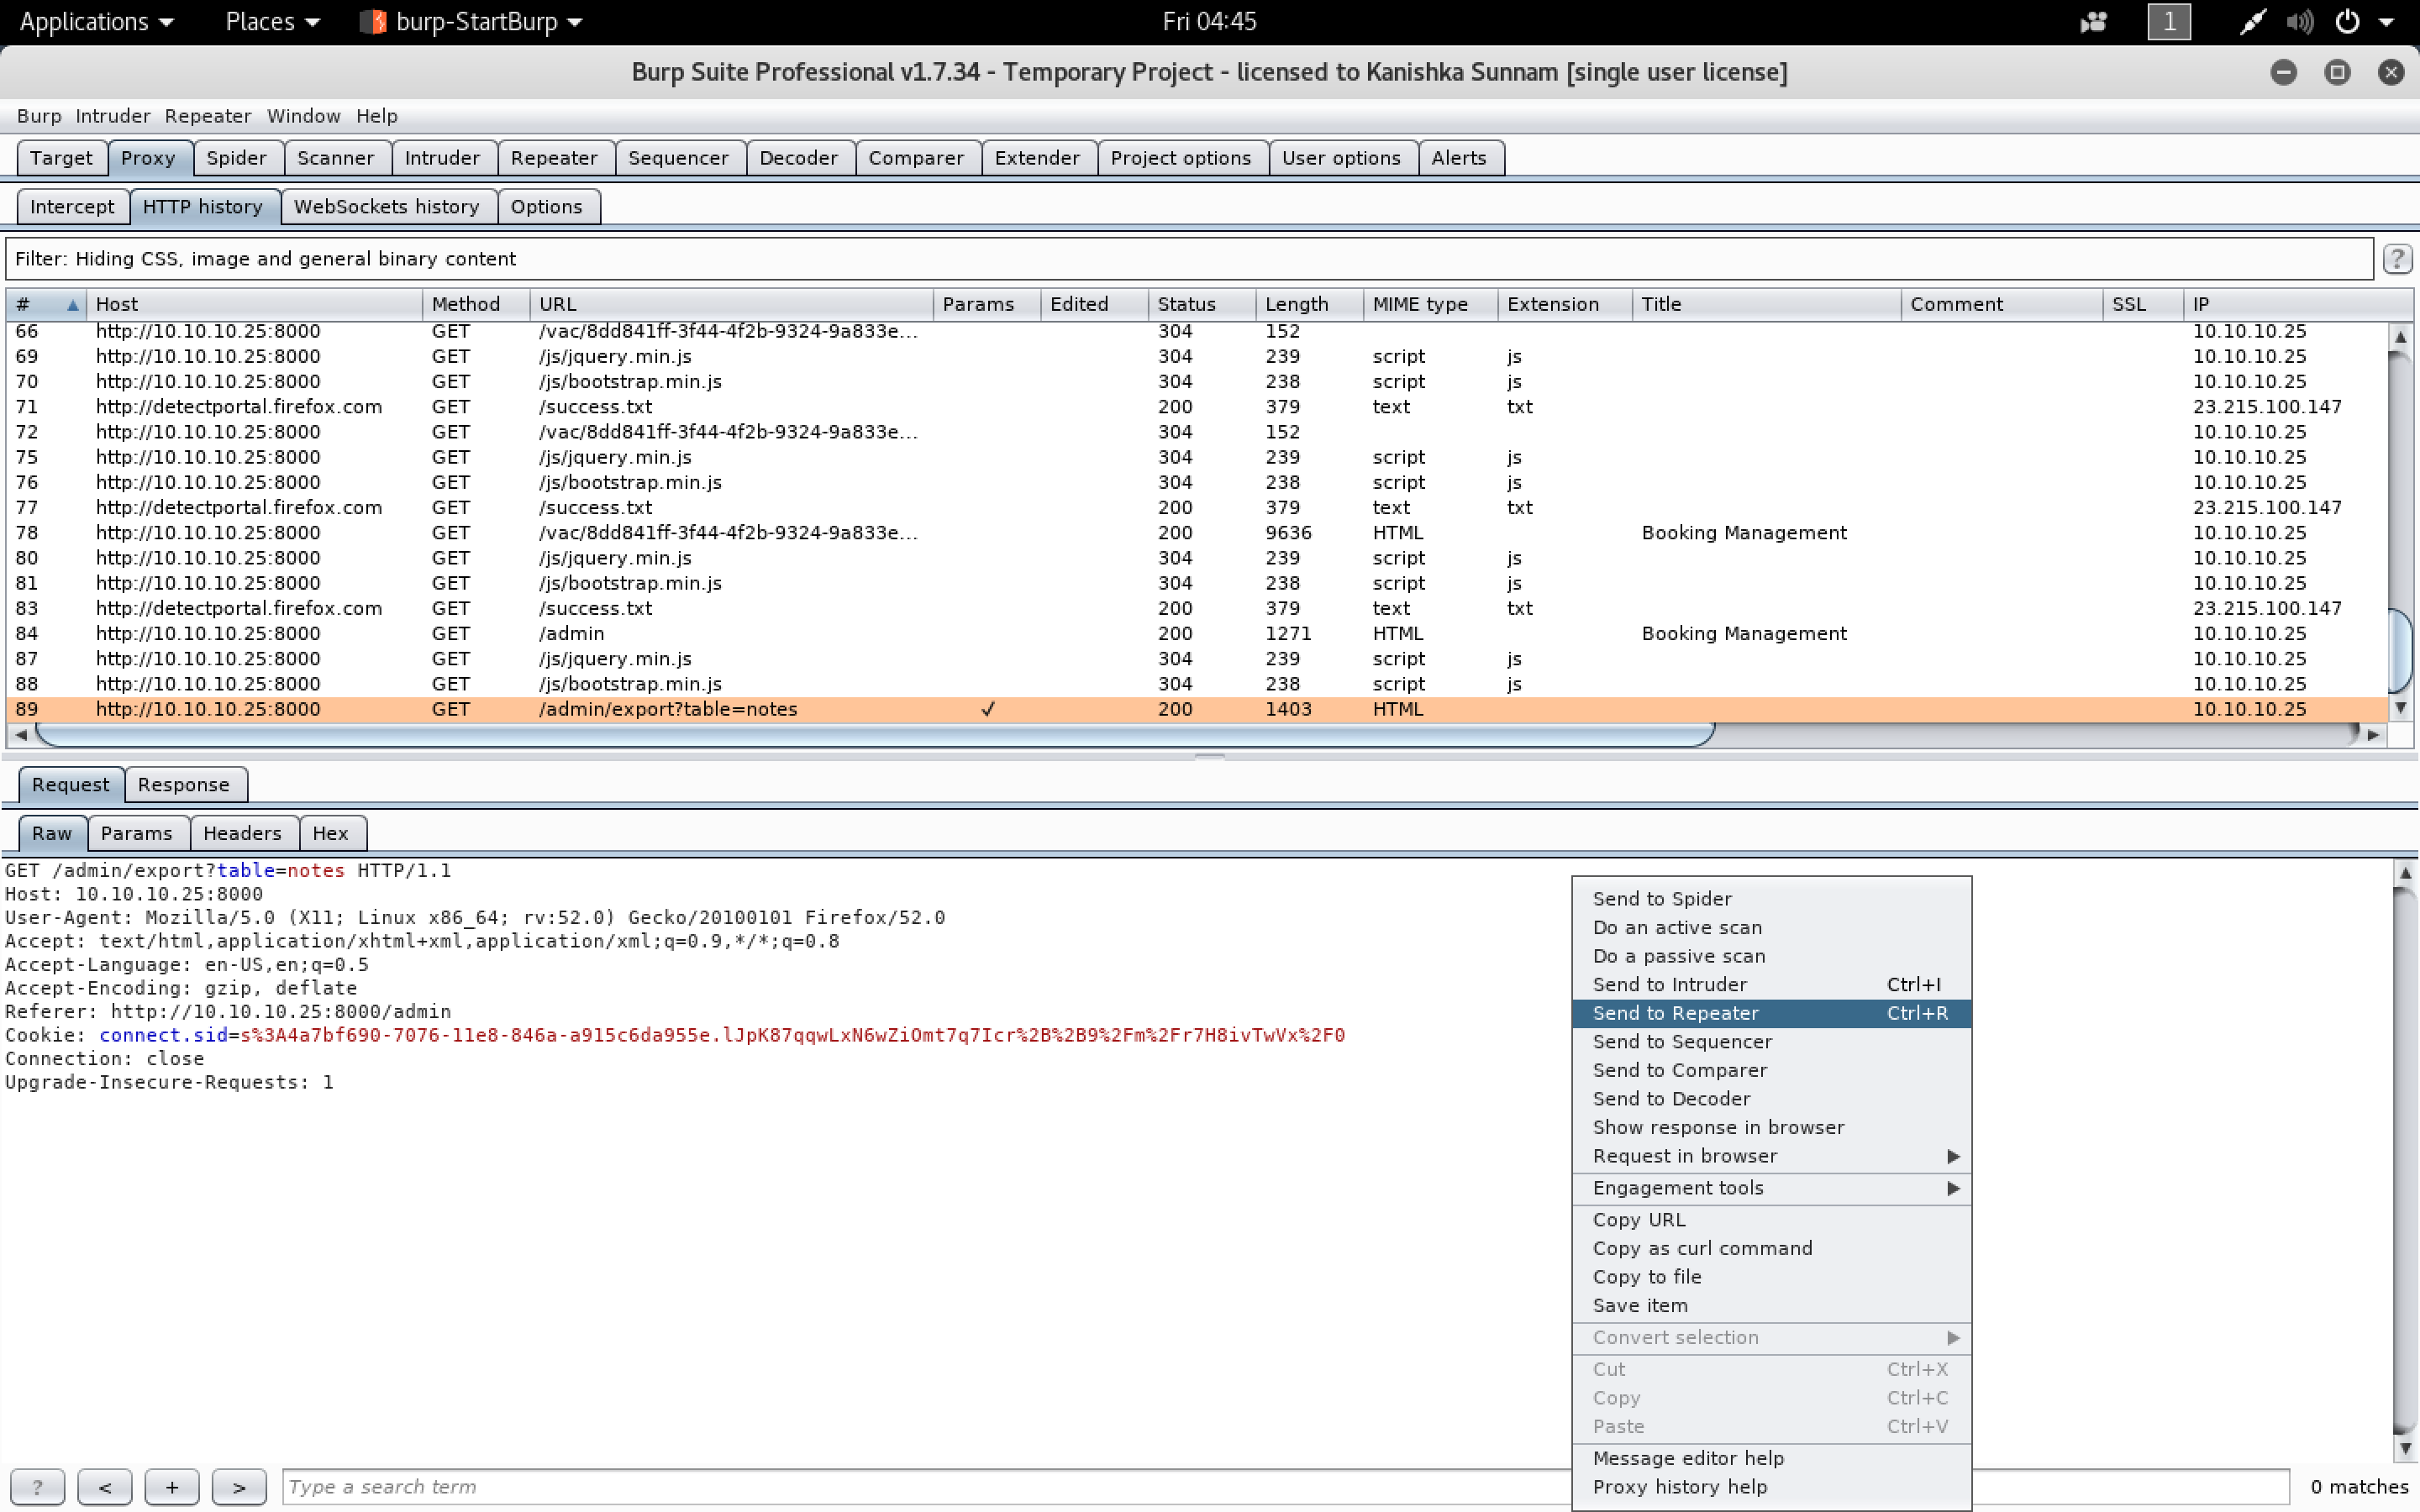 Applications Places burp-StartBurp Fri 04:45 1
Burp Suite Professional v1.7.34 - Temporary Project - licensed to Kanishka Sunnam [single user license]
Burp Intruder Repeater Window Help
Target Proxy Spider Scanner Intruder Repeater Sequencer Decoder Comparer Extender Project options User options Alerts
Intercept HTTP history WebSockets history Options
Filter: Hiding CSS, image and general binary content ?
# Host Method URL Params Edited Status Length MIME type Extension Title Comment SSL IP
66 http://10.10.10.25:8000 GET /vac/8dd841ff-3f44-4f2b-9324-9a833e... 304 152 10.10.10.25
69 http://10.10.10.25:8000 GET /js/jquery.min.js 304 239 script js 10.10.10.25
70 http://10.10.10.25:8000 GET /js/bootstrap.min.js 304 238 script js 10.10.10.25
71 http://detectportal.firefox.com GET /success.txt 200 379 text txt 23.215.100.147
72 http://10.10.10.25:8000 GET /vac/8dd841ff-3f44-4f2b-9324-9a833e... 304 152 10.10.10.25
75 http://10.10.10.25:8000 GET /js/jquery.min.js 304 239 script js 10.10.10.25
76 http://10.10.10.25:8000 GET /js/bootstrap.min.js 304 238 script js 10.10.10.25
77 http://detectportal.firefox.com GET /success.txt 200 379 text txt 23.215.100.147
78 http://10.10.10.25:8000 GET /vac/8dd841ff-3f44-4f2b-9324-9a833e... 200 9636 HTML Booking Management 10.10.10.25
80 http://10.10.10.25:8000 GET /js/jquery.min.js 304 239 script js 10.10.10.25
81 http://10.10.10.25:8000 GET /js/bootstrap.min.js 304 238 script js 10.10.10.25
83 http://detectportal.firefox.com GET /success.txt 200 379 text txt 23.215.100.147
84 http://10.10.10.25:8000 GET /admin 200 1271 HTML Booking Management 10.10.10.25
87 http://10.10.10.25:8000 GET /js/jquery.min.js 304 239 script js 10.10.10.25
88 http://10.10.10.25:8000 GET /js/bootstrap.min.js 304 238 script js 10.10.10.25
89 http://10.10.10.25:8000 GET /admin/export?table=notes ✓ 200 1403 HTML 10.10.10.25
Request Response
Raw Params Headers Hex
GET /admin/export?table=notes HTTP/1.1
Host: 10.10.10.25:8000
User-Agent: Mozilla/5.0 (X11; Linux x86_64; rv:52.0) Gecko/20100101 Firefox/52.0
Accept: text/html,application/xhtml+xml,application/xml;q=0.9,*/*;q=0.8
Accept-Language: en-US,en;q=0.5
Accept-Encoding: gzip, deflate
Referer: http://10.10.10.25:8000/admin
Cookie: connect.sid=s%3A4a7bf690-7076-11e8-846a-a915c6da955e.lJpK87qqwLxN6wZiOmt7q7Icr%2B%2B9%2Fm%2Fr7H8ivTwVx%2F0
Connection: close
Upgrade-Insecure-Requests: 1
Send to Spider
Do an active scan
Do a passive scan
Send to Intruder Ctrl+I
Send to Repeater Ctrl+R
Send to Sequencer
Send to Comparer
Send to Decoder
Show response in browser
Request in browser
Engagement tools
Copy URL
Copy as curl command
Copy to file
Save item
Convert selection
Cut Ctrl+X
Copy Ctrl+C
Paste Ctrl+V
Message editor help
Proxy history help
? < + > Type a search term 0 matches